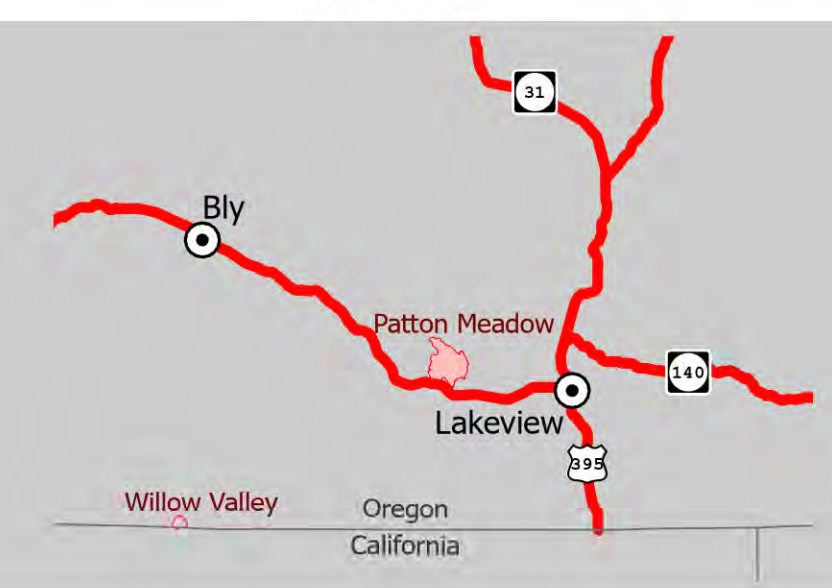 31
Bly
Patton Meadow
140
Lakeview
395
Willow Valley
Oregon
California